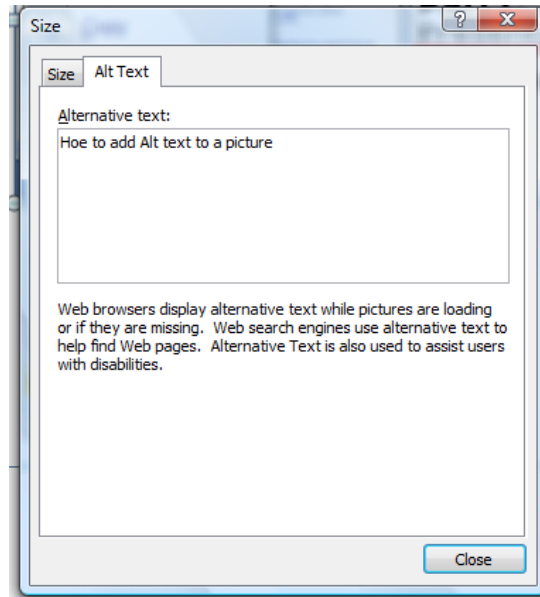 Size
Size Alt Text
Alternative text:
Hoe to add Alt text to a picture
Web browsers display alternative text while pictures are loading
or if they are missing. Web search engines use alternative text to
help find Web pages. Alternative Text is also used to assist users
with disabilities.
Close